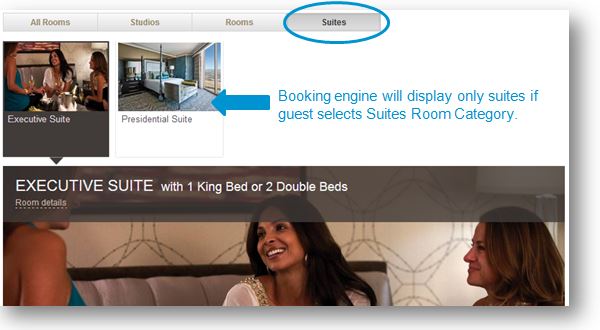 All Rooms
Studios
Rooms
Suites
Executive Suite
Presidential Suite
Booking engine will display only suites if
guest selects Suites Room Category.
EXECUTIVE SUITE with 1 King Bed or 2 Double Beds
Room details